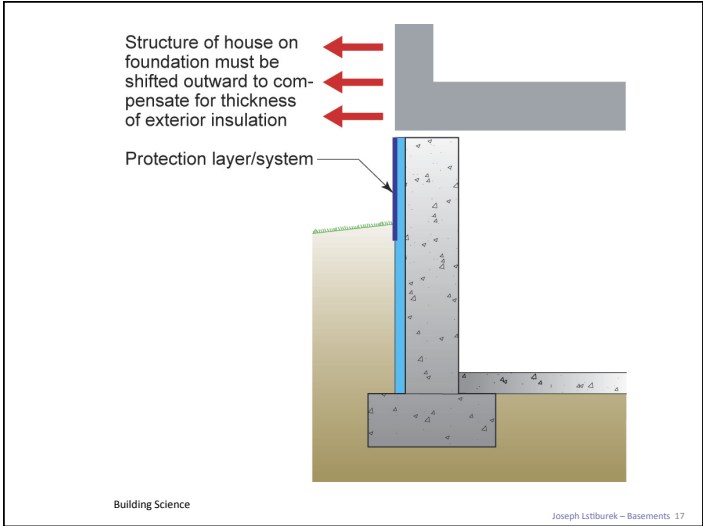 Structure of house on
foundation must be
shifted outward to com-
pensate for thickness
of exterior insulation
Protection layer/system
Building Science
Joseph Lstiburek – Basements 17